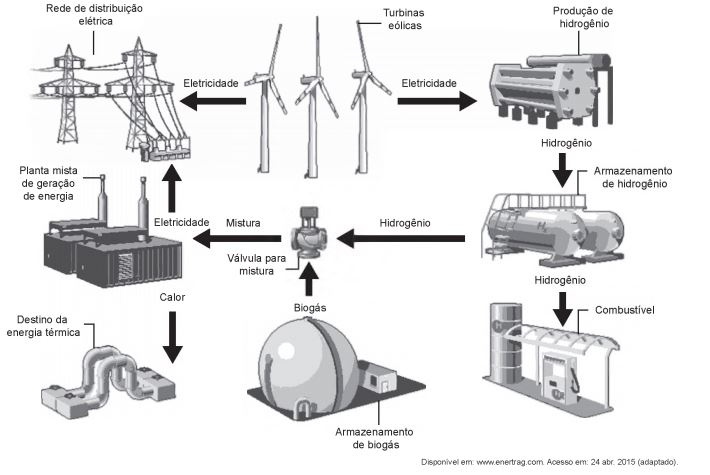 Rede de distribuição
elétrica
Turbinas
eólicas
Produção de
hidrogênio
Eletricidade
Eletricidade
Hidrogênio
Planta mista
de geração
de energia
Armazenamento
de hidrogênio
Eletricidade
Mistura
Hidrogênio
H₂
Válvula para
mistura
Hidrogênio
Calor
Biogás
Combustível
Destino da
energia térmica
Armazenamento
de biogás
Disponível em: www.enertrag.com. Acesso em: 24 abr. 2015 (adaptado).